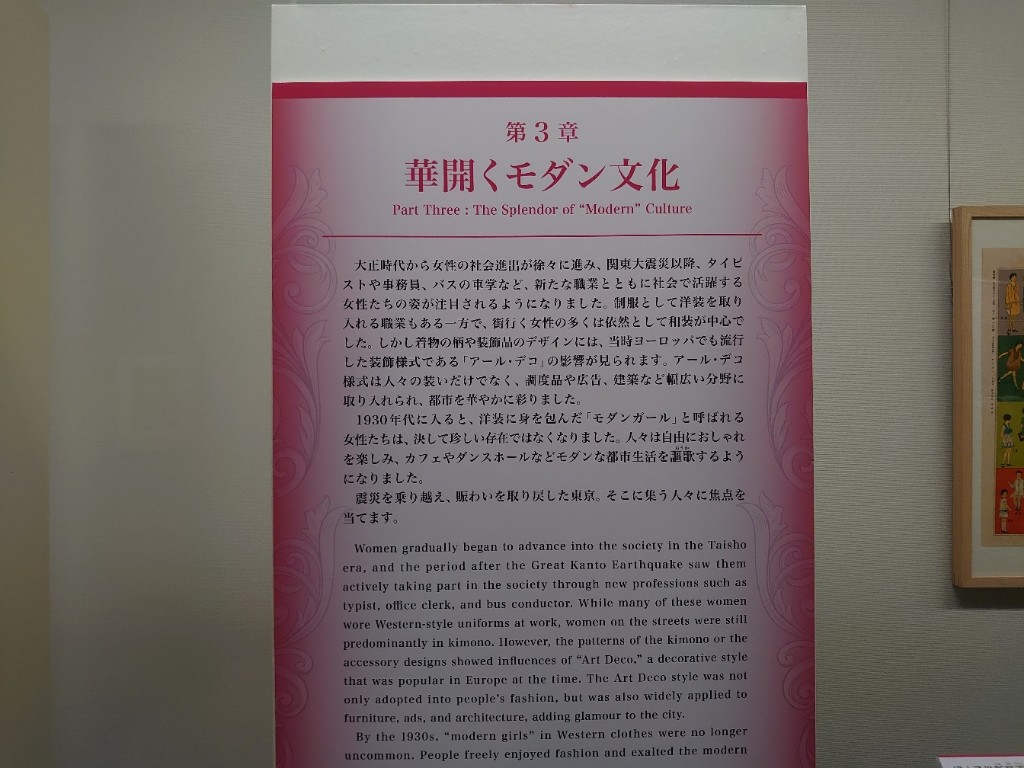 第3章
華開くモダン文化
Part Three : The Splendor of “Modern” Culture
大正時代から女性の社会進出が徐々に進み、関東大震災以降、タイピ
ストや事務員、バスの車掌など、新たな職業とともに社会で活躍する
女性たちの姿が注目されるようになりました。制服として洋装を取り
入れる職業もある一方で、街行く女性の多くは依然として和装が中心で
した。しかし着物の柄や装飾品のデザインには、当時ヨーロッパでも流行
した装飾様式である「アール・デコ」の影響が見られます。アール・デコ
様式は人々の装いだけでなく、調度品や広告、建築など幅広い分野に
取り入れられ、都市を華やかに彩りました。
1930年代に入ると、洋装に身を包んだ「モダンガール」と呼ばれる
女性たちは、決して珍しい存在ではなくなりました。人々は自由におしゃれ
を楽しみ、カフェやダンスホールなどモダンな都市生活を謳歌するよう
になりました。
震災を乗り越え、賑わいを取り戻した東京。そこに集う人々に焦点を
当てます。
Women gradually began to advance into the society in the Taisho
era, and the period after the Great Kanto Earthquake saw them
actively taking part in the society through new professions such as
typist, office clerk, and bus conductor. While many of these women
wore Western-style uniforms at work, women on the streets were still
predominantly in kimono. However, the patterns of the kimono or the
accessory designs showed influences of “Art Deco,” a decorative style
that was popular in Europe at the time. The Art Deco style was not
only adopted into people’s fashion, but was also widely applied to
furniture, ads, and architecture, adding glamour to the city.
By the 1930s, “modern girls” in Western clothes were no longer
uncommon. People freely enjoyed fashion and exalted the modern